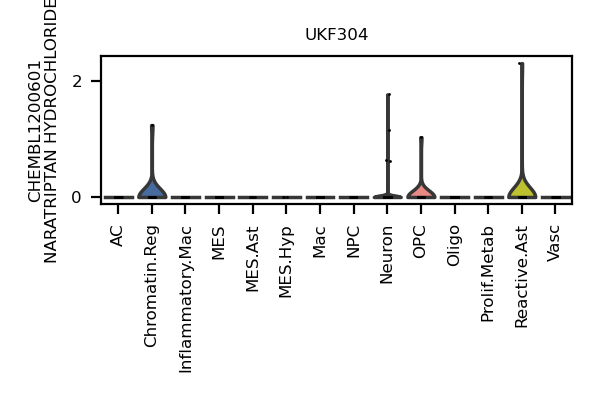 UKF304
CHEMBL1200601
NARATRIPTAN HYDROCHLORIDE
2
0
AC
Chromatin.Reg
Inflammatory.Mac
MES
MES.Ast
MES.Hyp
Mac
NPC
Neuron
OPC
Oligo
Prolif.Metab
Reactive.Ast
Vasc